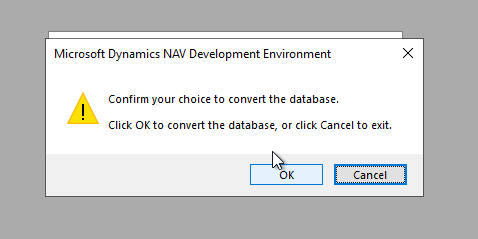 Microsoft Dynamics NAV Development Environment
Confirm your choice to convert the database.
Click OK to convert the database, or click Cancel to exit.
OK Cancel